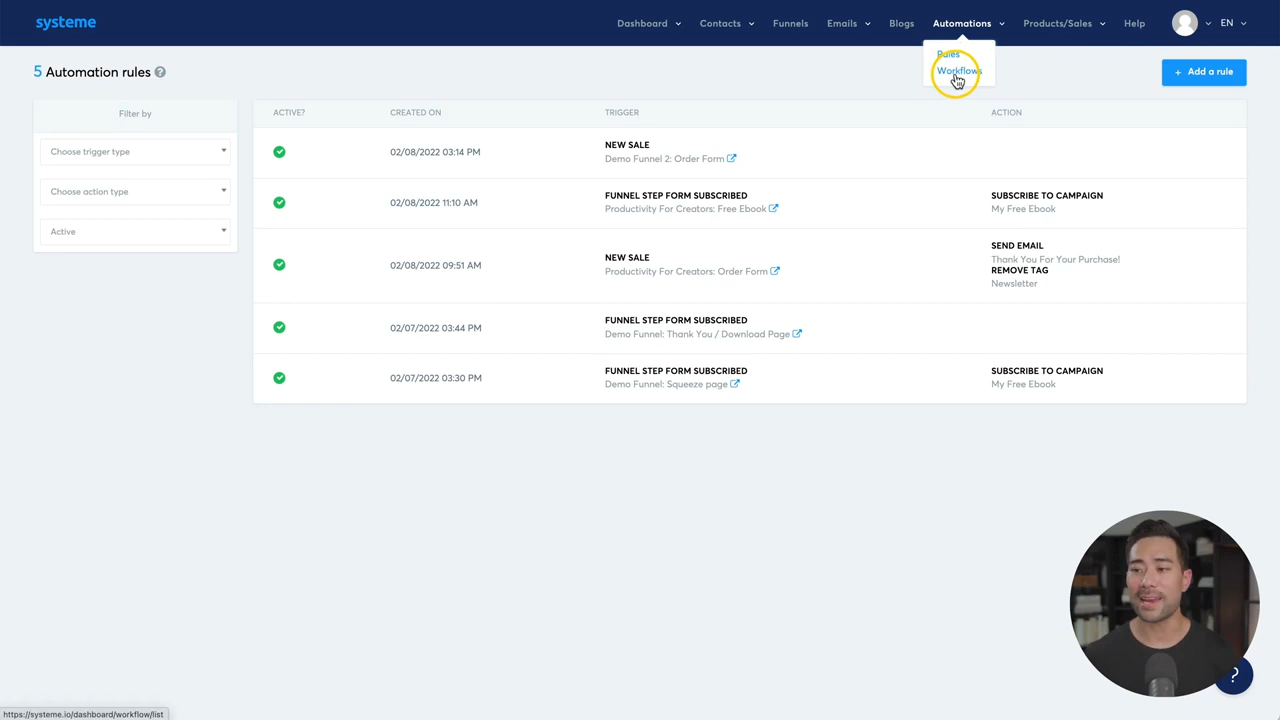 systeme
Dashboard
Contacts
Funnels
Emails
Blogs
Automations
Products/Sales
Help
EN
Rules
Workflows
5 Automation rules ?
+ Add a rule
Filter by
Choose trigger type
Choose action type
Active
ACTIVE?
CREATED ON
TRIGGER
ACTION
02/08/2022 03:14 PM
NEW SALE
Demo Funnel 2: Order Form
02/08/2022 11:10 AM
FUNNEL STEP FORM SUBSCRIBED
Productivity For Creators: Free Ebook
SUBSCRIBE TO CAMPAIGN
My Free Ebook
02/08/2022 09:51 AM
NEW SALE
Productivity For Creators: Order Form
SEND EMAIL
Thank You For Your Purchase!
REMOVE TAG
Newsletter
02/07/2022 03:44 PM
FUNNEL STEP FORM SUBSCRIBED
Demo Funnel: Thank You / Download Page
02/07/2022 03:30 PM
FUNNEL STEP FORM SUBSCRIBED
Demo Funnel: Squeeze page
SUBSCRIBE TO CAMPAIGN
My Free Ebook
?
https://systeme.io/dashboard/workflow/list